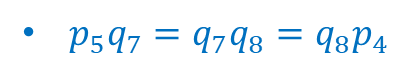 • p₅q₇ = q₇q₈ = q₈p₄